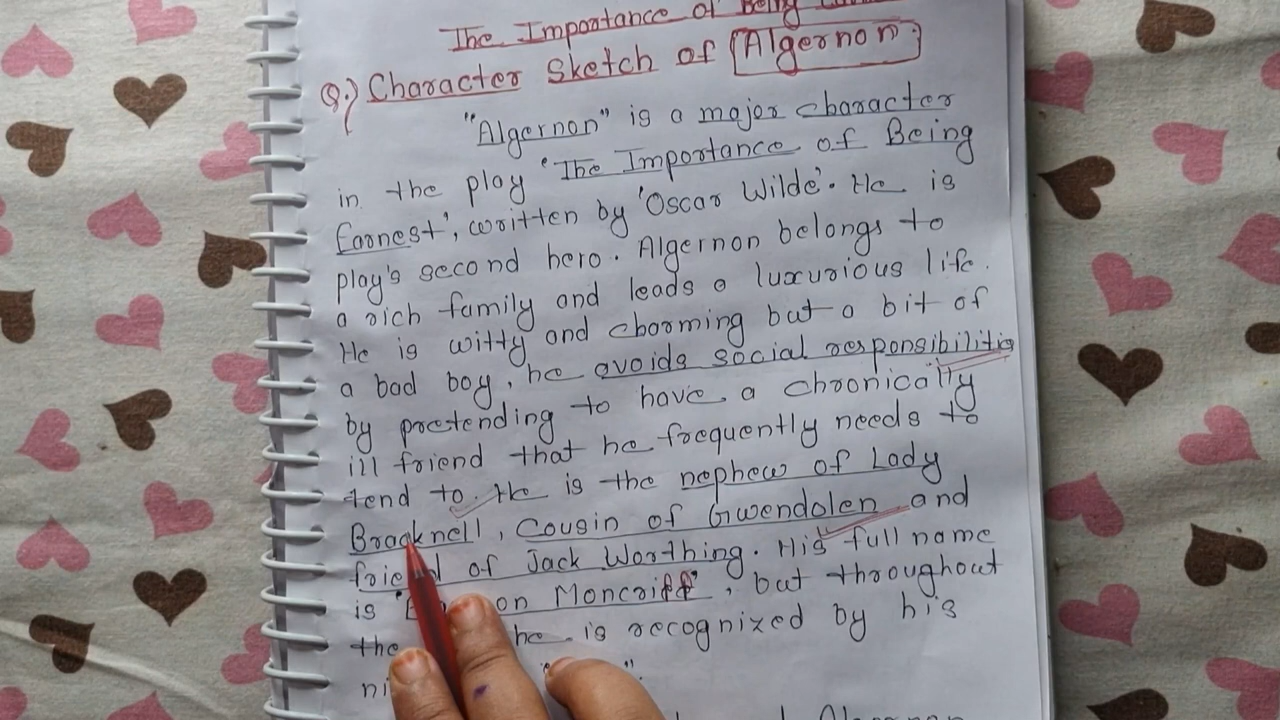 The Importance of Being
Q.) Character Sketch of Algernon.
"Algernon" is a major character
in the play 'The Importance of Being
Earnest', written by 'Oscar Wilde'. He is
play's second hero. Algernon belongs to
a rich family and leads a luxurious life.
He is witty and charming but a bit of
a bad boy, he avoids social responsibilitis
by pretending to have a chronically
ill friend that he frequently needs to
tend to. He is the nephew of Lady
Bracknell, Cousin of Gwendolen and
friend of Jack Worthing. His full name
is on Moncriff", but throughout
the he is recognized by his
Algernon